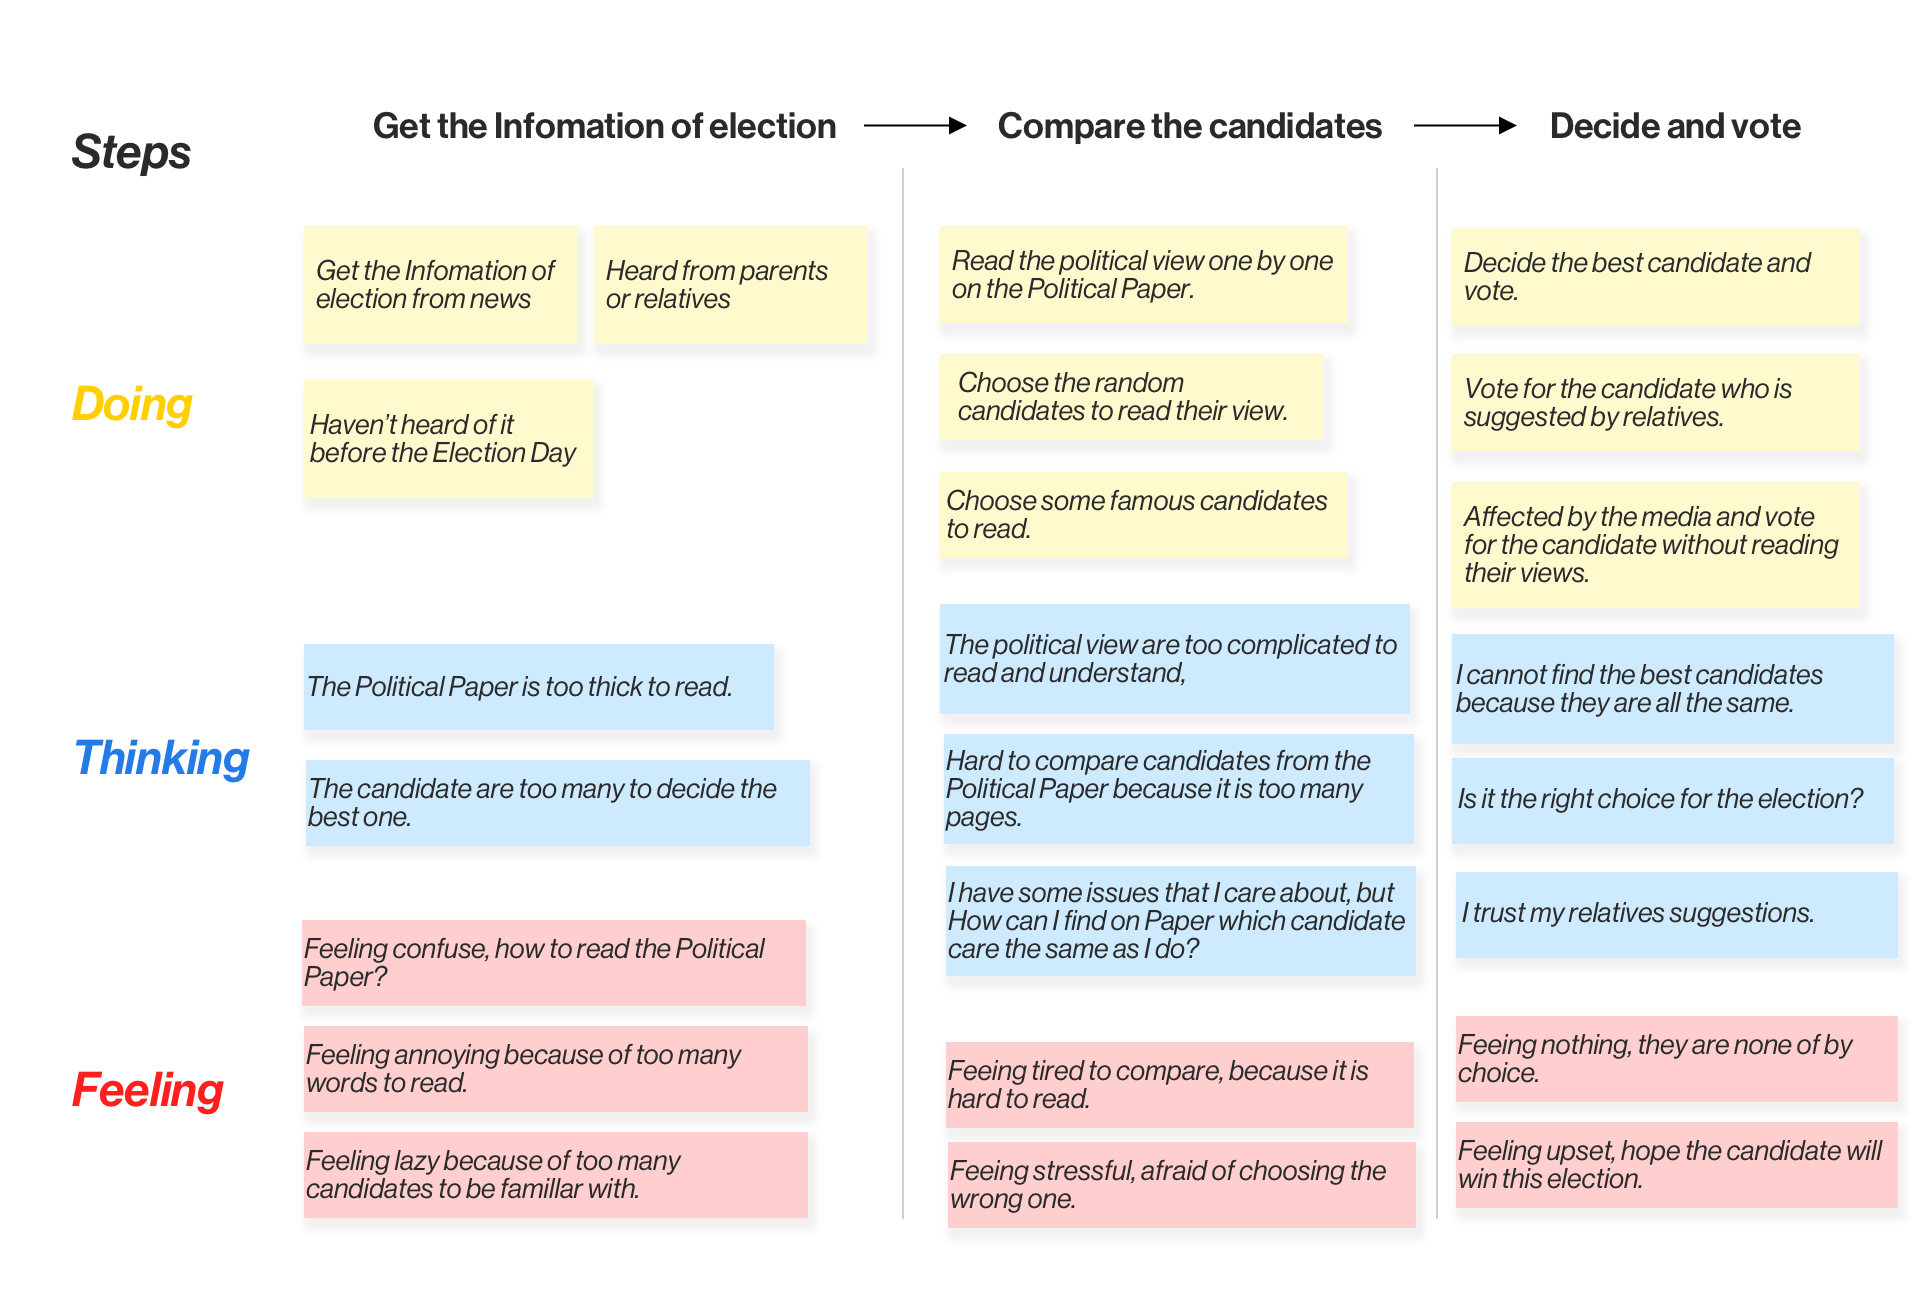 Steps
Get the Infomation of election
Compare the candidates
Decide and vote
Doing
Get the Infomation of
election from news
Heard from parents
or relatives
Haven't heard of it
before the Election Day
Read the political view one by one
on the Political Paper.
Choose the random
candidates to read their view.
Choose some famous candidates
to read.
Decide the best candidate and
vote.
Vote for the candidate who is
suggested by relatives.
Affected by the media and vote
for the candidate without reading
their views.
Thinking
The Political Paper is too thick to read.
The candidate are too many to decide the
best one.
The political view are too complicated to
read and understand,
Hard to compare candidates from the
Political Paper because it is too many
pages.
I have some issues that I care about, but
How can I find on Paper which candidate
care the same as I do?
I cannot find the best candidates
because they are all the same.
Is it the right choice for the election?
I trust my relatives suggestions.
Feeling
Feeling confuse, how to read the Political
Paper?
Feeling annoying because of too many
words to read.
Feeling lazy because of too many
candidates to be famillar with.
Feeing tired to compare, because it is
hard to read.
Feeing stressful, afraid of choosing the
wrong one.
Feeing nothing, they are none of by
choice.
Feeling upset, hope the candidate will
win this election.